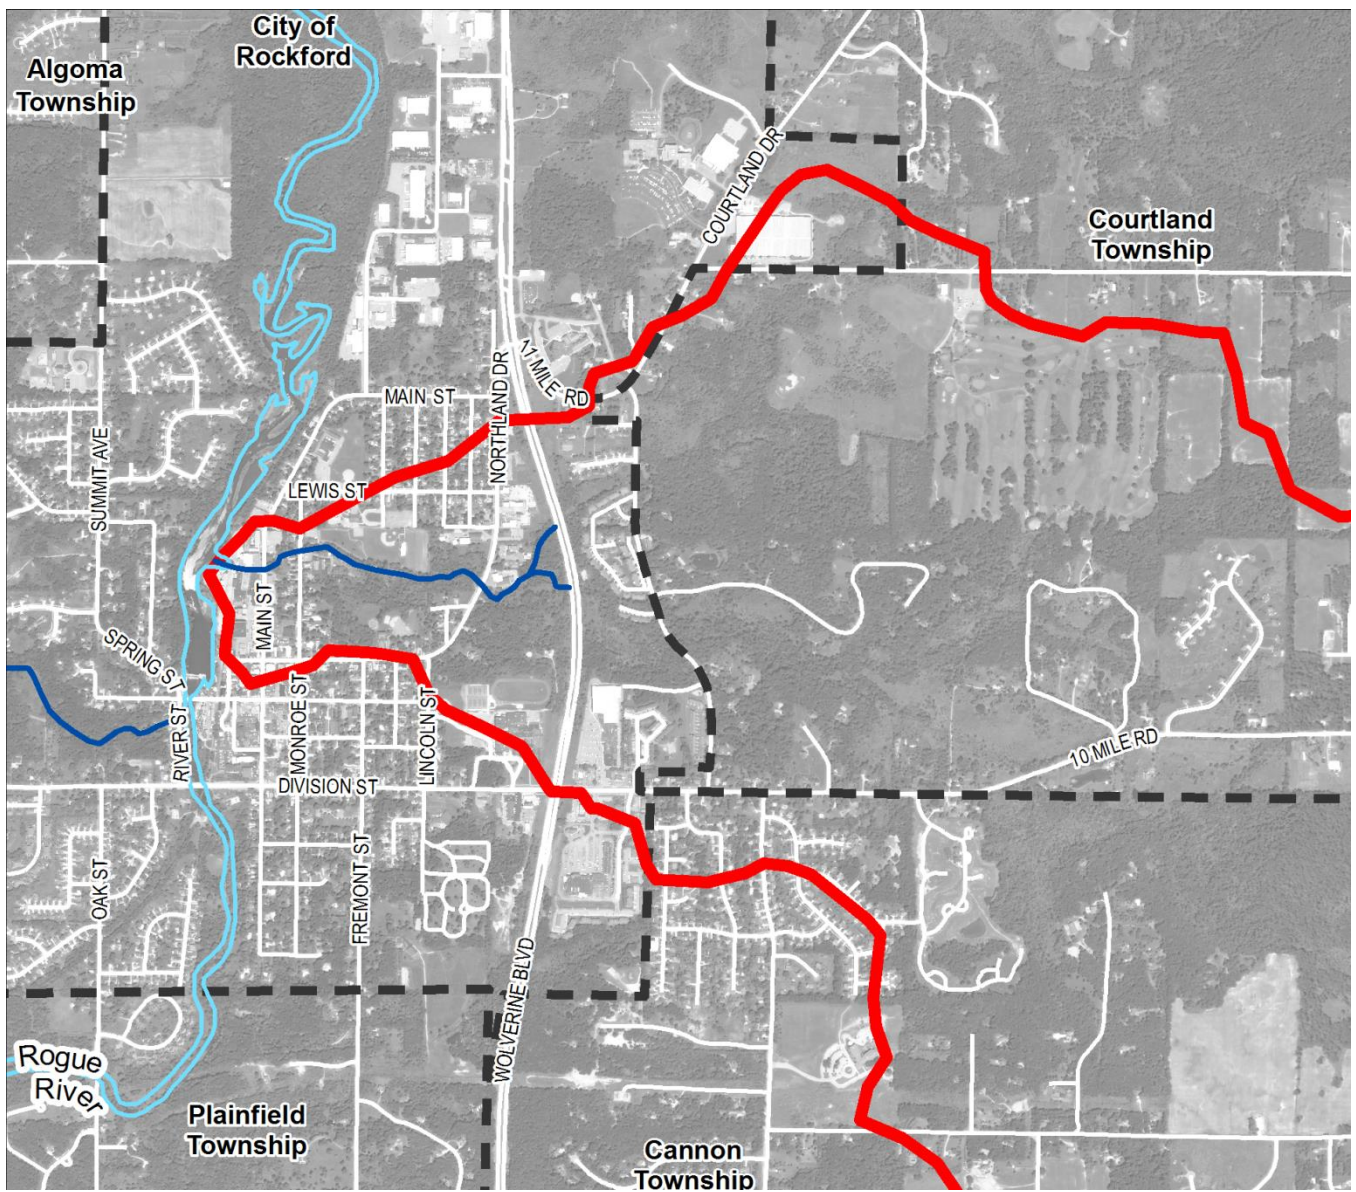 City of
Rockford
Algoma
Township
COURTLAND DR
Courtland
Township
11 MILE RD
NORTHLAND DR
MAIN ST
SUMMIT AVE
LEWIS ST
MAIN ST
SPRING ST
RIVER ST
MONROE ST
LINCOLN ST
10 MILE RD
DIVISION ST
OAK ST
FREMONT ST
WOLVERINE BLVD
Rogue
River
Plainfield
Township
Cannon
Township